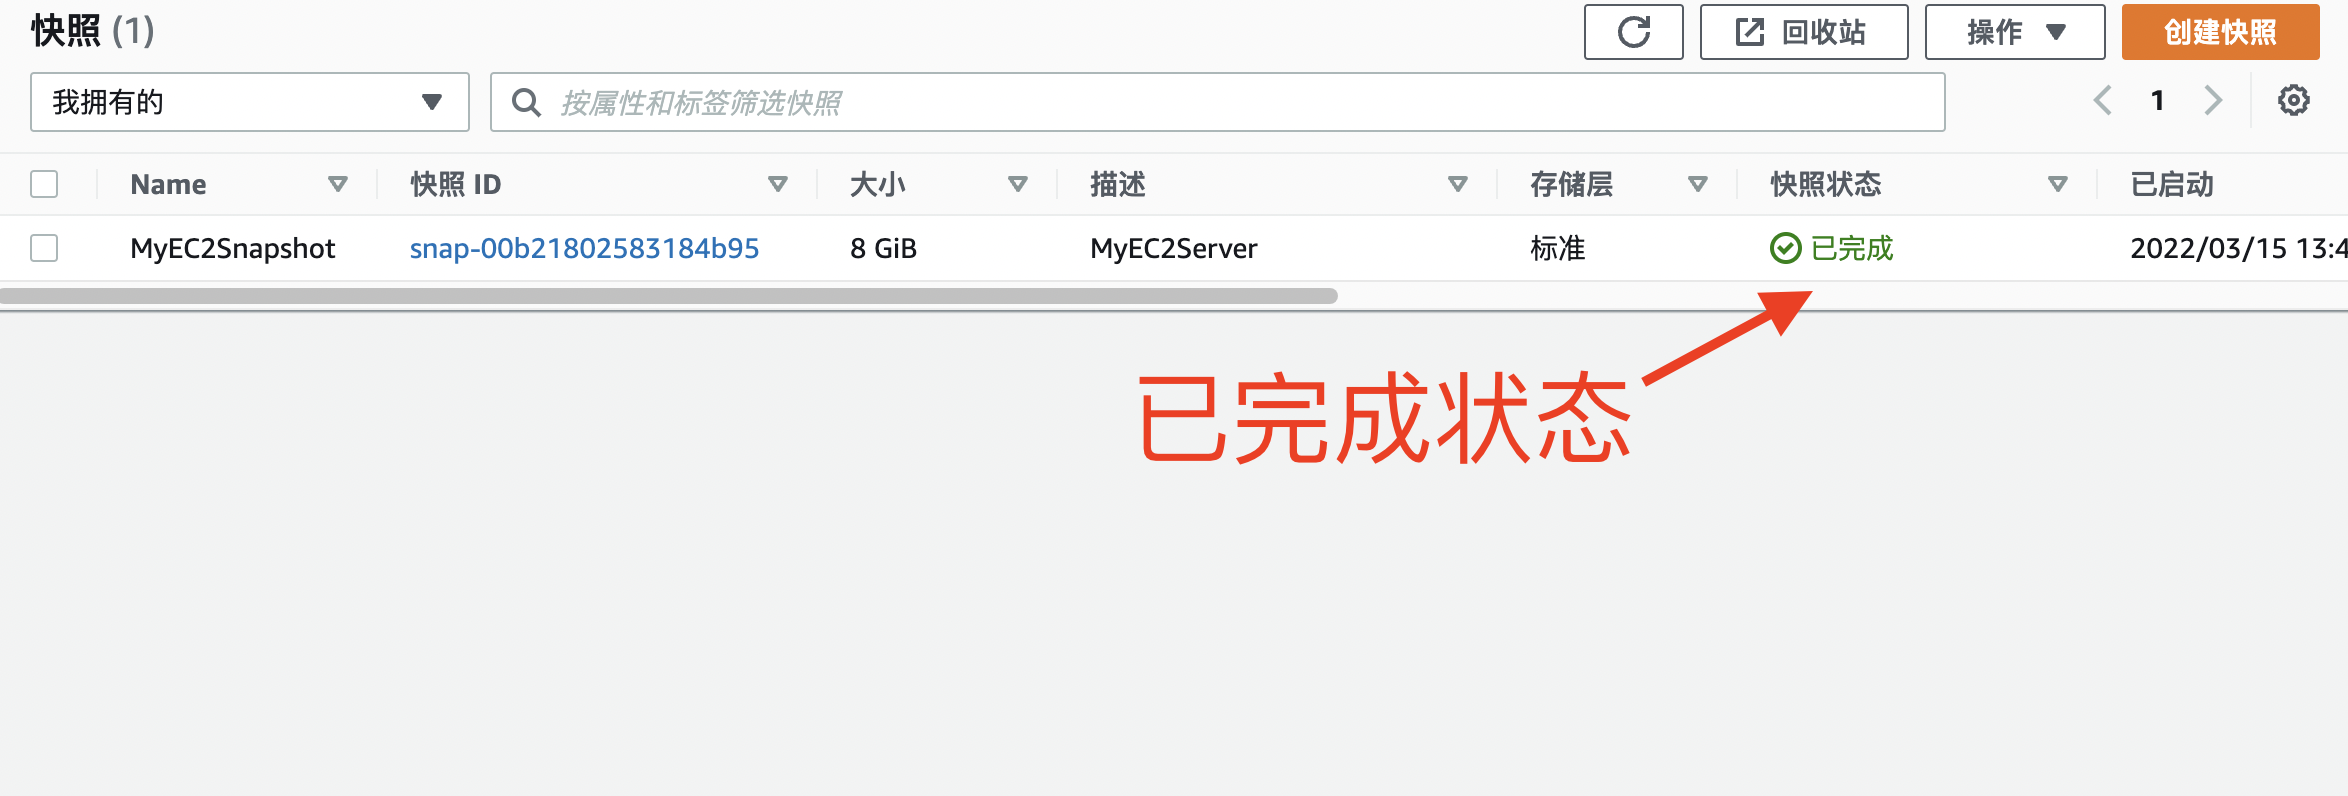 快照 (1)
回收站
操作
创建快照
我拥有的
按属性和标签筛选快照
1
Name
快照 ID
大小
描述
存储层
快照状态
已启动
MyEC2Snapshot
snap-00b21802583184b95
8 GiB
MyEC2Server
标准
已完成
2022/03/15 13:4
已完成状态